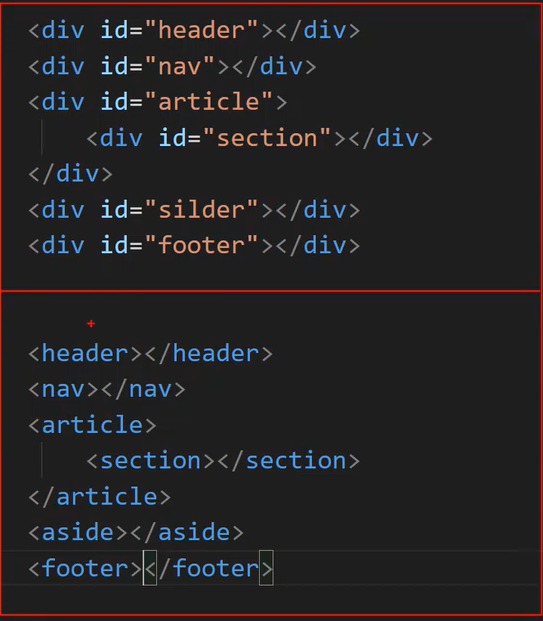 <div id="header"></div>
<div id="nav"></div>
<div id="article">
    <div id="section"></div>
</div>
<div id="silder"></div>
<div id="footer"></div>
<header></header>
<nav></nav>
<article>
    <section></section>
</article>
<aside></aside>
<footer></footer>